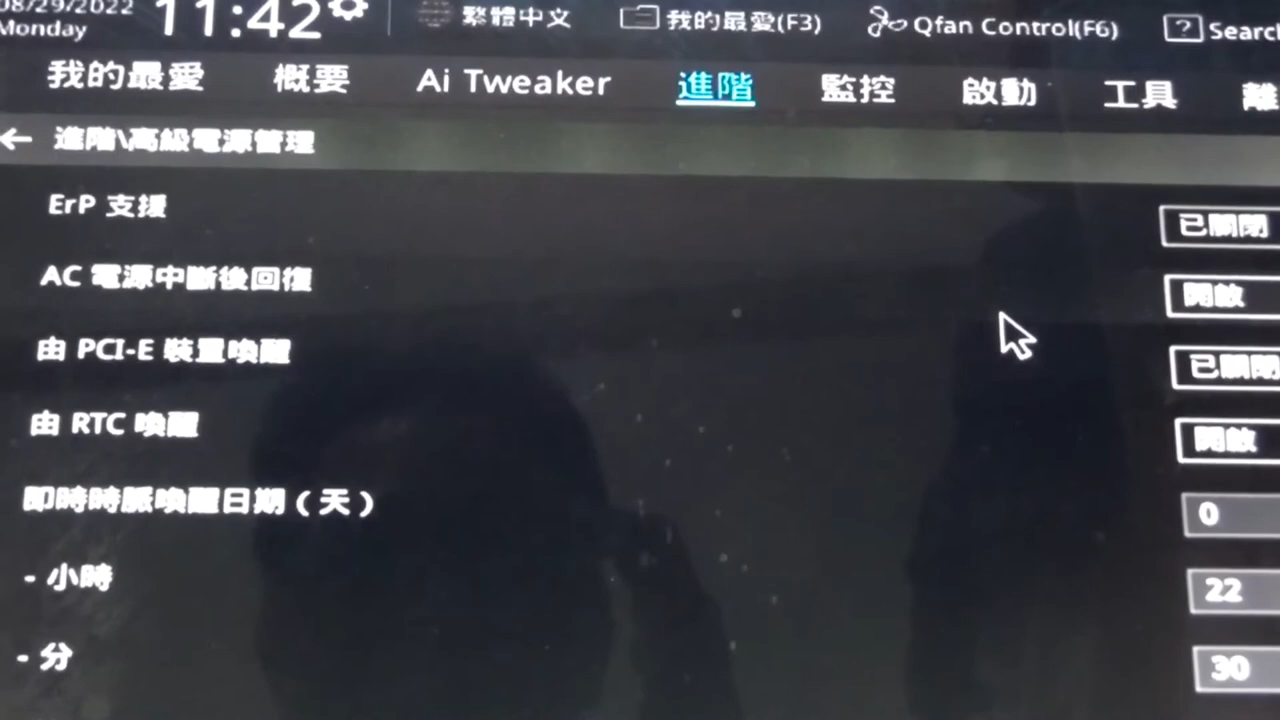 08/29/2022
Monday
11:42
繁體中文
我的最愛(F3)
Qfan Control(F6)
Search
我的最愛 概要 Ai Tweaker 進階 監控 啟動 工具 離
進階\高級電源管理
ErP 支援 已關閉
AC 電源中斷後回復 開啟
由 PCI-E 裝置喚醒 已關閉
由 RTC 喚醒 開啟
即時時脈喚醒日期（天） 0
- 小時 22
- 分 30